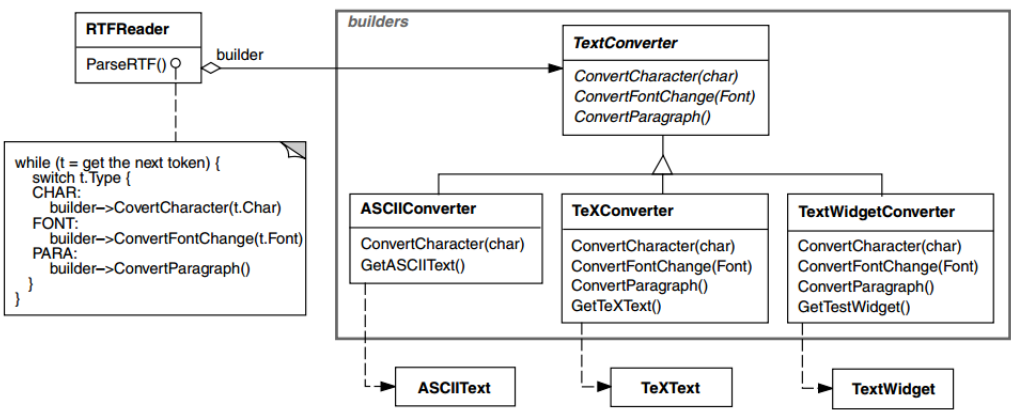 builders
RTFReader
ParseRTF()
builder
TextConverter
ConvertCharacter(char)
ConvertFontChange(Font)
ConvertParagraph()
while (t = get the next token) {
switch t.Type {
CHAR:
builder–>CovertCharacter(t.Char)
FONT:
builder–>ConvertFontChange(t.Font)
PARA:
builder–>ConvertParagraph()
}
}
ASCIIConverter
ConvertCharacter(char)
GetASCIIText()
TeXConverter
ConvertCharacter(char)
ConvertFontChange(Font)
ConvertParagraph()
GetTeXText()
TextWidgetConverter
ConvertCharacter(char)
ConvertFontChange(Font)
ConvertParagraph()
GetTestWidget()
ASCIIText
TeXText
TextWidget